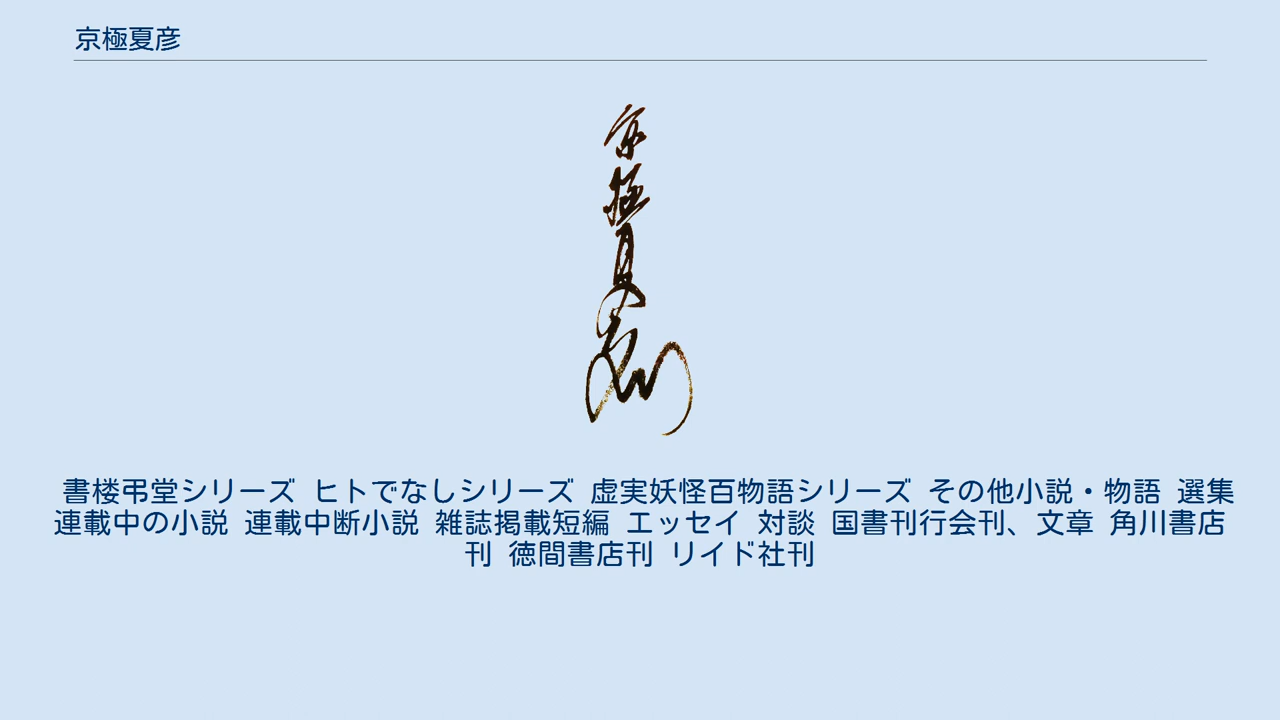 京極夏彦
京極夏彦
書楼弔堂シリーズ ヒトでなしシリーズ 虚実妖怪百物語シリーズ その他小説・物語 選集
連載中の小説 連載中断小説 雑誌掲載短編 エッセイ 対談 国書刊行会刊、文章 角川書店
刊 徳間書店刊 リイド社刊